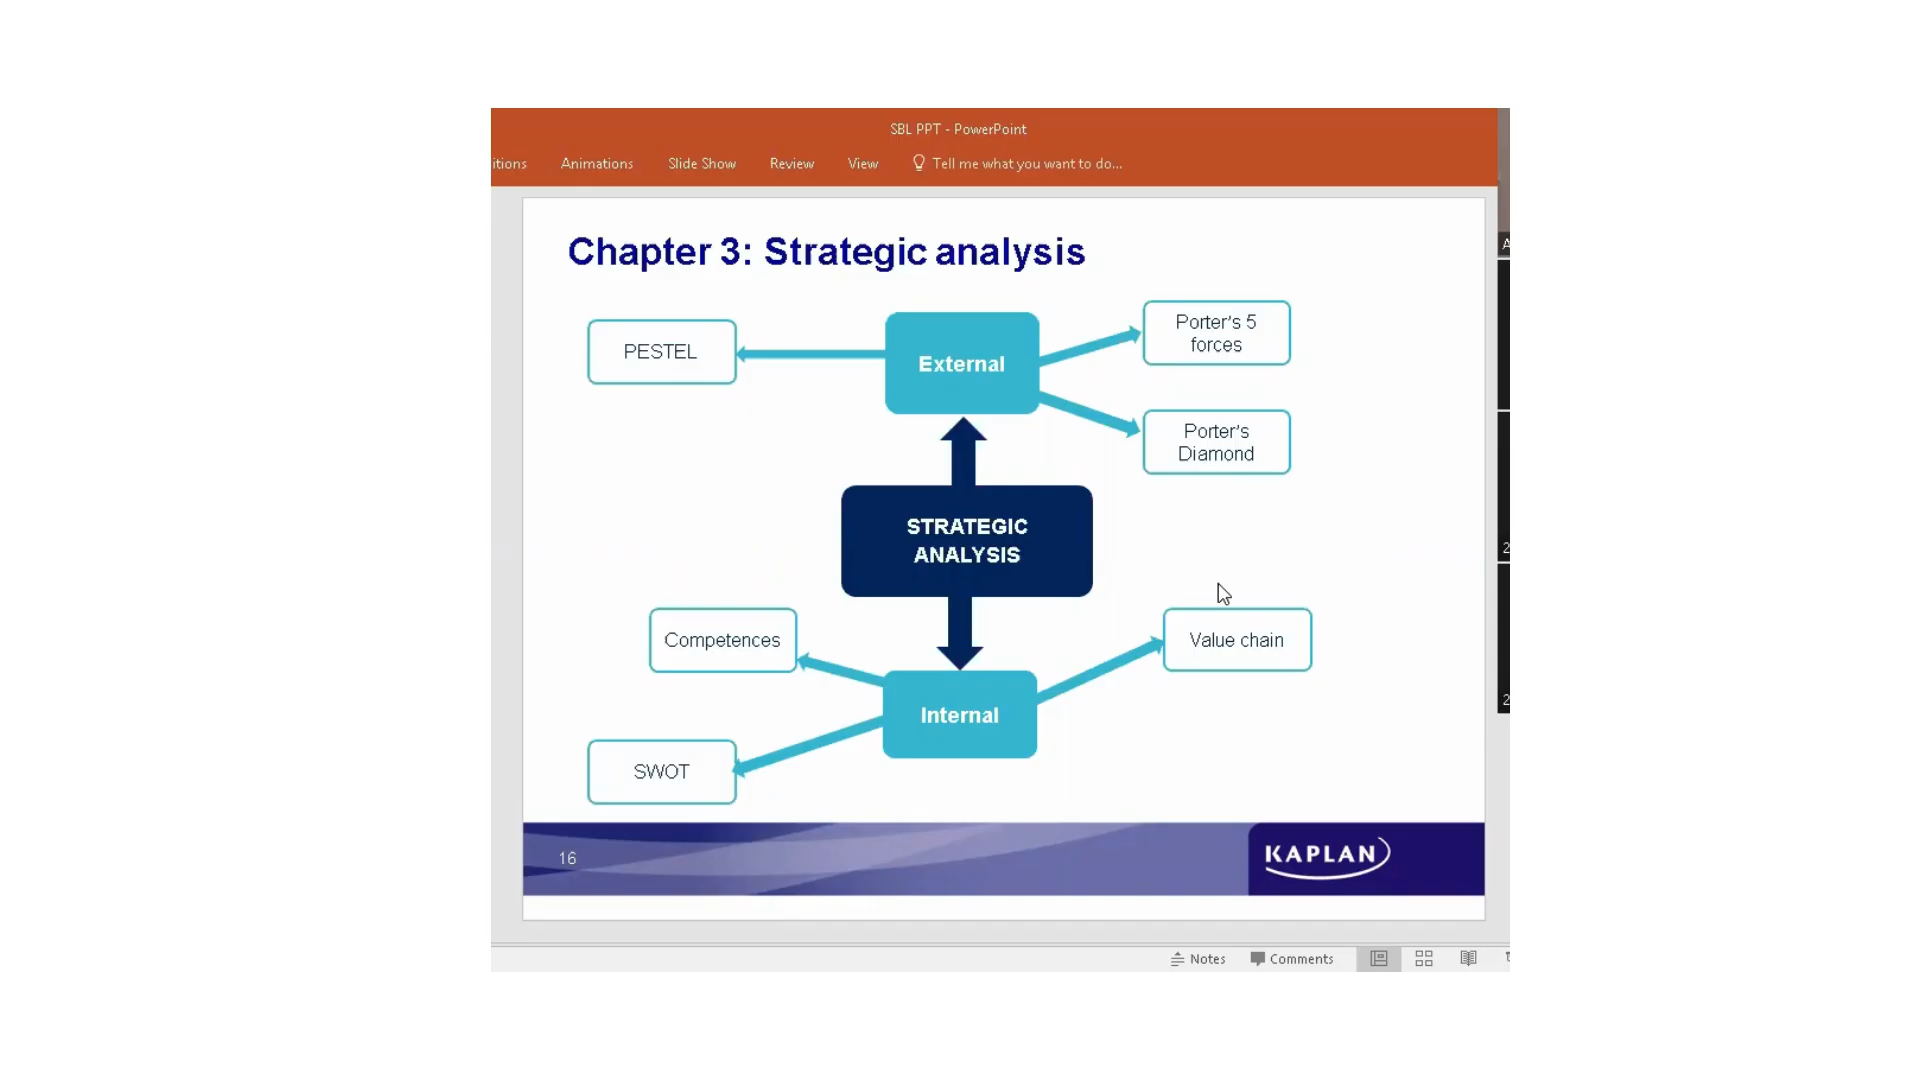 SBL PPT - PowerPoint
itions Animations Slide Show Review View Tell me what you want to do...
Chapter 3: Strategic analysis
PESTEL
External
Porter's 5
forces
Porter's
Diamond
STRATEGIC
ANALYSIS
Competences
Value chain
Internal
SWOT
16
KAPLAN
Notes Comments
A
2
2